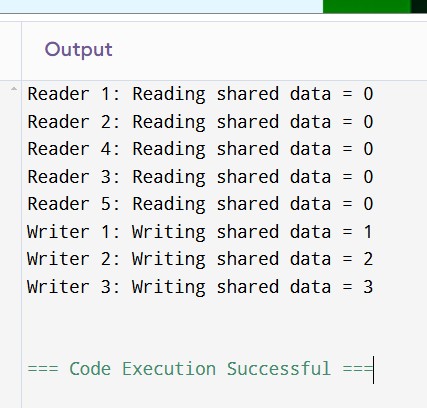 Output
Reader 1: Reading shared data = 0
Reader 2: Reading shared data = 0
Reader 4: Reading shared data = 0
Reader 3: Reading shared data = 0
Reader 5: Reading shared data = 0
Writer 1: Writing shared data = 1
Writer 2: Writing shared data = 2
Writer 3: Writing shared data = 3
=== Code Execution Successful ===